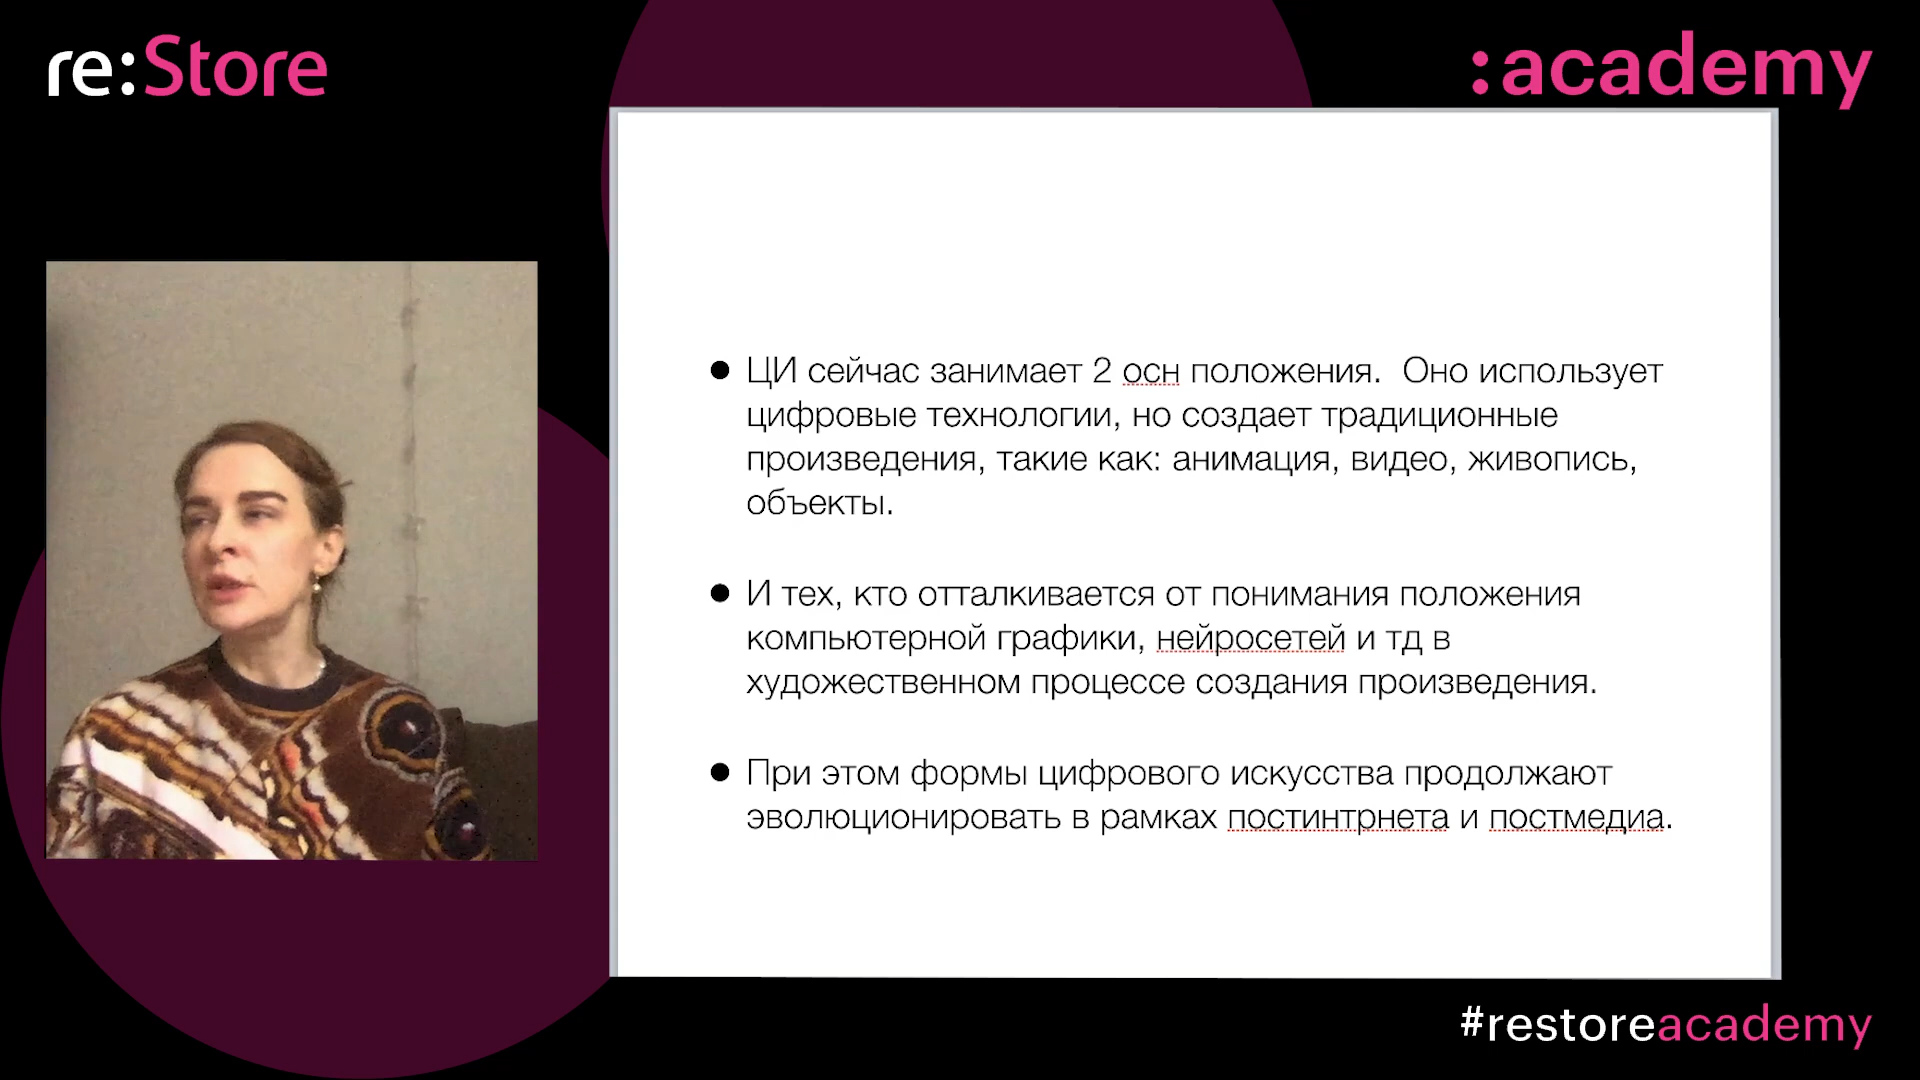 re:Store
:academy
● ЦИ сейчас занимает 2 осн положения.  Оно использует
цифровые технологии, но создает традиционные
произведения, такие как: анимация, видео, живопись,
объекты.
● И тех, кто отталкивается от понимания положения
компьютерной графики, нейросетей и тд в
художественном процессе создания произведения.
● При этом формы цифрового искусства продолжают
эволюционировать в рамках постинтрнета и постмедиа.
#restoreacademy